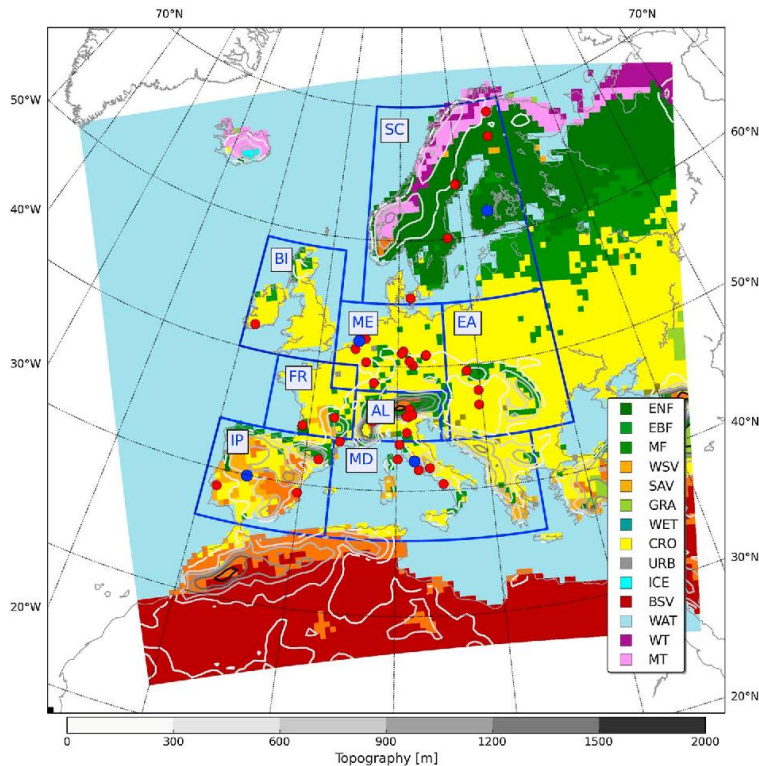 70°N
70°N
50°W
60°N
SC
40°W
BI
50°N
ME
EA
30°W
FR
AL
IP
MD
40°N
ENF
EBF
MF
WSV
SAV
GRA
WET
CRO
URB
ICE
BSV
WAT
WT
MT
30°N
20°W
20°N
0
300
600
900
1200
1500
2000
Topography [m]